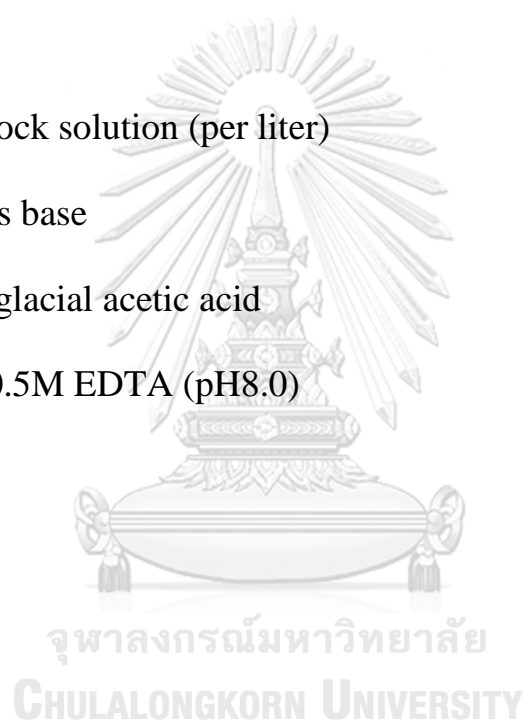 ock solution (per liter)
s base
glacial acetic acid
0.5M EDTA (pH8.0)
จุฬาลงกรณ์มหาวิทยาลัย
CHULALONGKORN UNIVERSITY